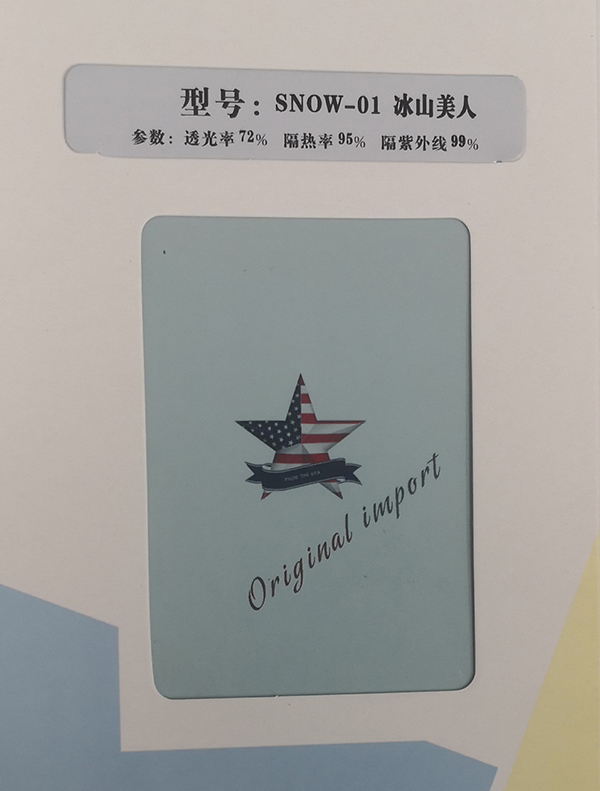 型号: SNOW-01 冰山美人
参数: 透光率72% 隔热率95% 隔紫外线99%
Original import